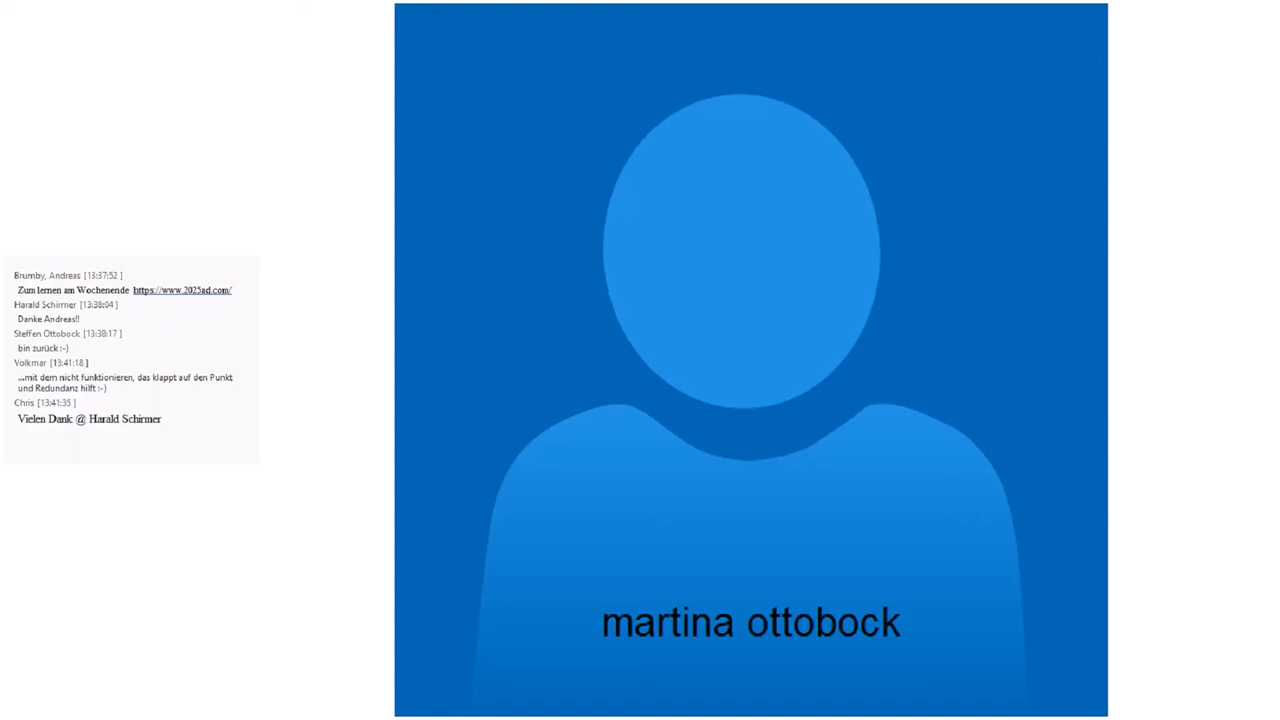 Brumby, Andreas [13:37:52 ]
Zum lernen am Wochenende https://www.2025ad.com/
Harald Schirmer [13:38:04 ]
Danke Andreas!!
Steffen Ottobock [13:38:17 ]
bin zurück :-)
Volkmar [13:41:18 ]
...mit dem nicht funktionieren, das klappt auf den Punkt
und Redundanz hilft :-)
Chris [13:41:35 ]
Vielen Dank @ Harald Schirmer
martina ottobock